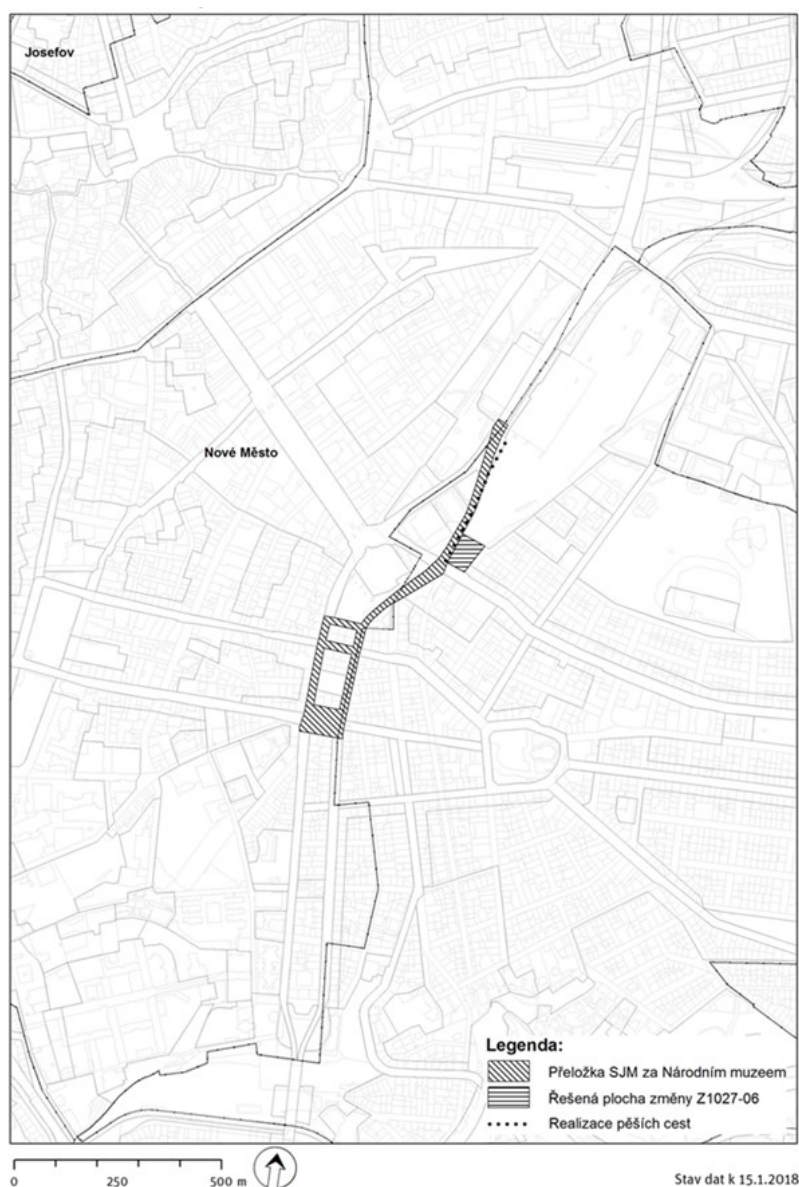 Josefov
Nové Město
Legenda:
Přeložka SJM za Národním muzeem
Řešená plocha změny Z1027-06
Realizace pěších cest
0 250 500 m
Stav dat k 15.1.2018